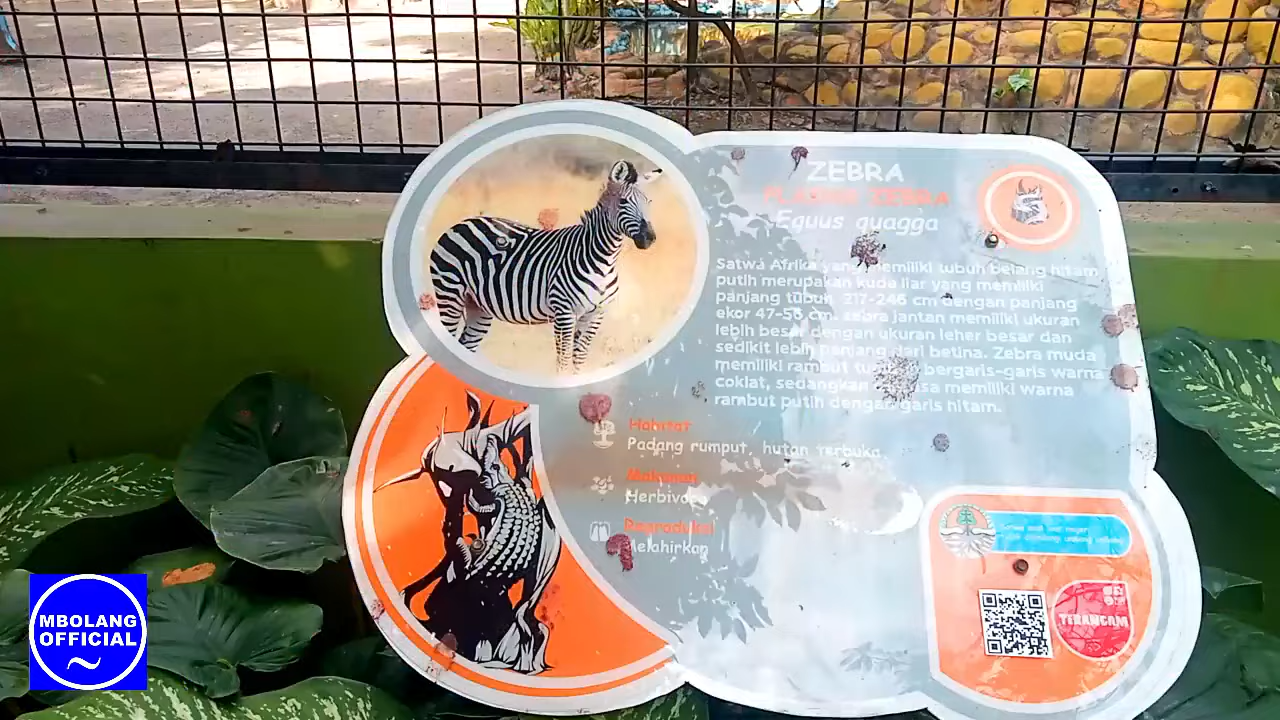 ZEBRA
PLAINS ZEBRA
Equus quagga
Satwa Afrika yang memiliki tubuh belang hitam
putih merupakan kuda liar yang memiliki
panjang tubuh 217-246 cm dengan panjang
ekor 47-56 cm. zebra jantan memiliki ukuran
lebih besar dengan ukuran leher besar dan
sedikit lebih panjang dari betina. Zebra muda
memiliki rambut bergaris-garis warna
coklat, sedangkan memiliki warna
rambut putih dengan garis hitam.
Habitat
Padang rumput, hutan terbuka
Makanan
Herbivora
Reproduksi
Melahirkan
TERANCAM
MBOLANG
OFFICIAL